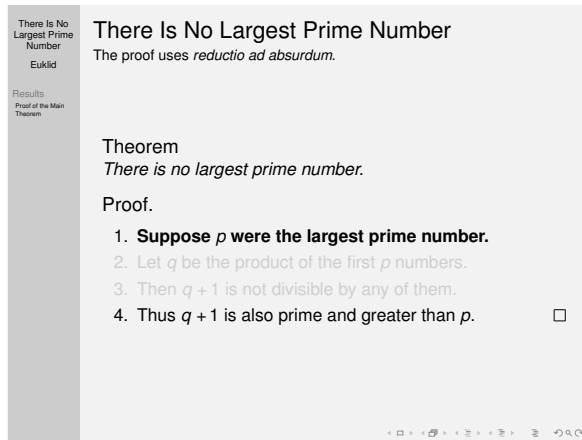 There Is No
Largest Prime
Number
Euklid
Results
Proof of the Main
Theorem
There Is No Largest Prime Number
The proof uses reductio ad absurdum.
Theorem
There is no largest prime number.
Proof.
1. Suppose p were the largest prime number.
2. Let q be the product of the first p numbers.
3. Then q + 1 is not divisible by any of them.
4. Thus q + 1 is also prime and greater than p. □